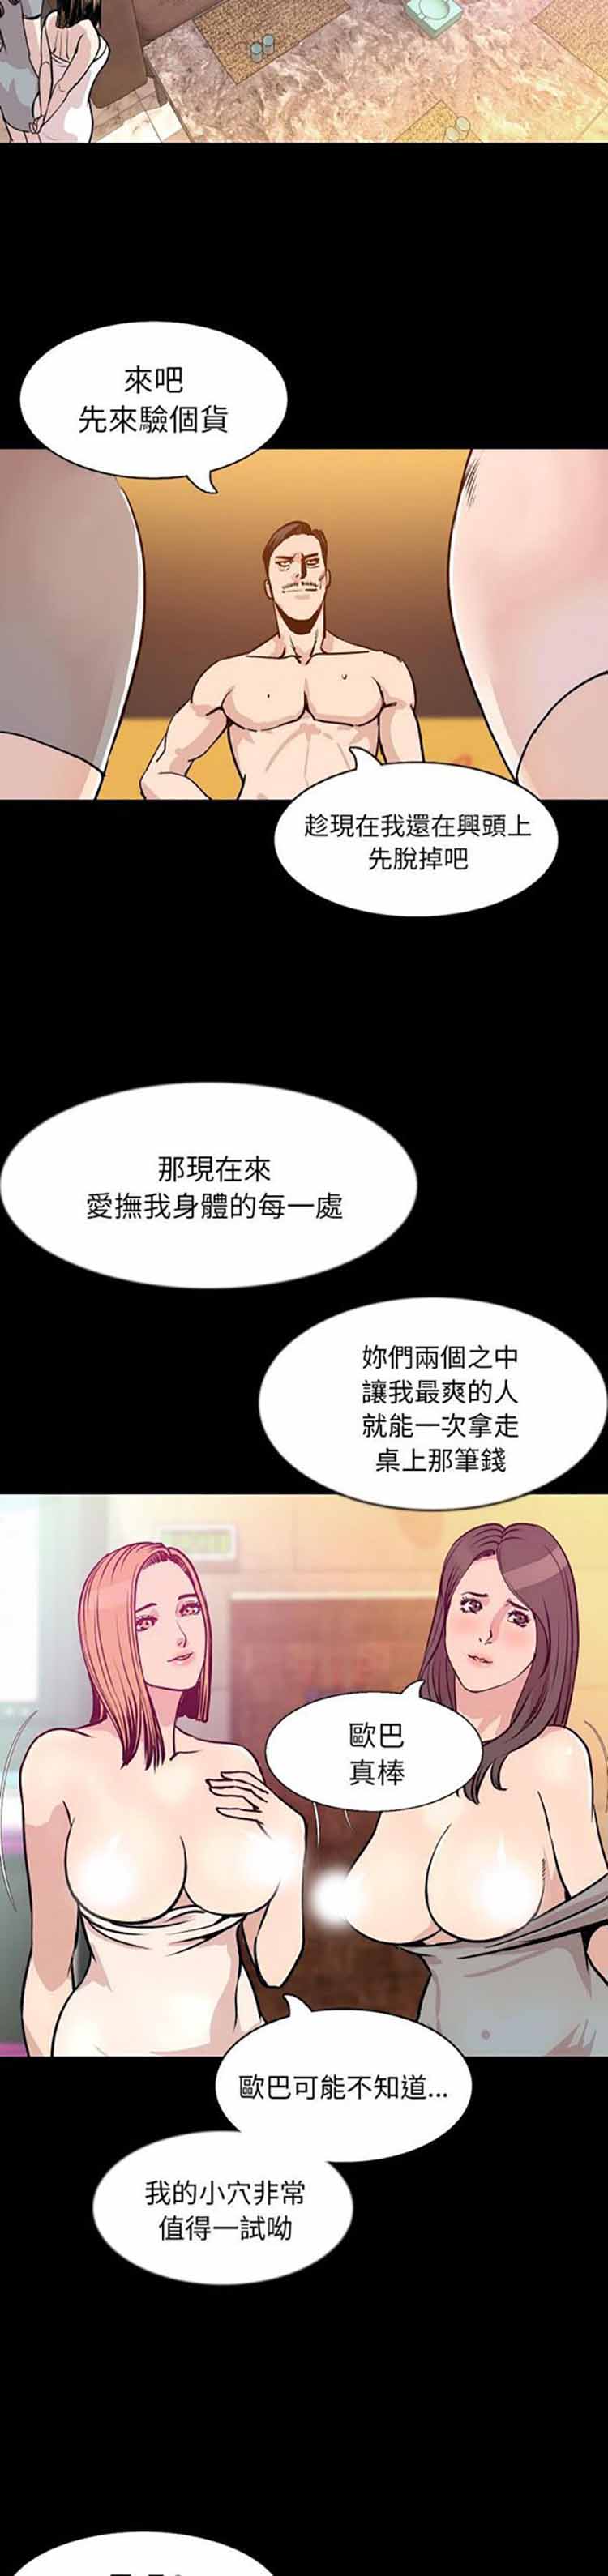 來吧
先來驗個貨
趁現在我還在興頭上
先脫掉吧
那現在來
愛撫我身體的每一處
妳們兩個之中
讓我最爽的人
就能一次拿走
桌上那筆錢
歐巴
真棒
歐巴可能不知道...
我的小穴非常
值得一試呦